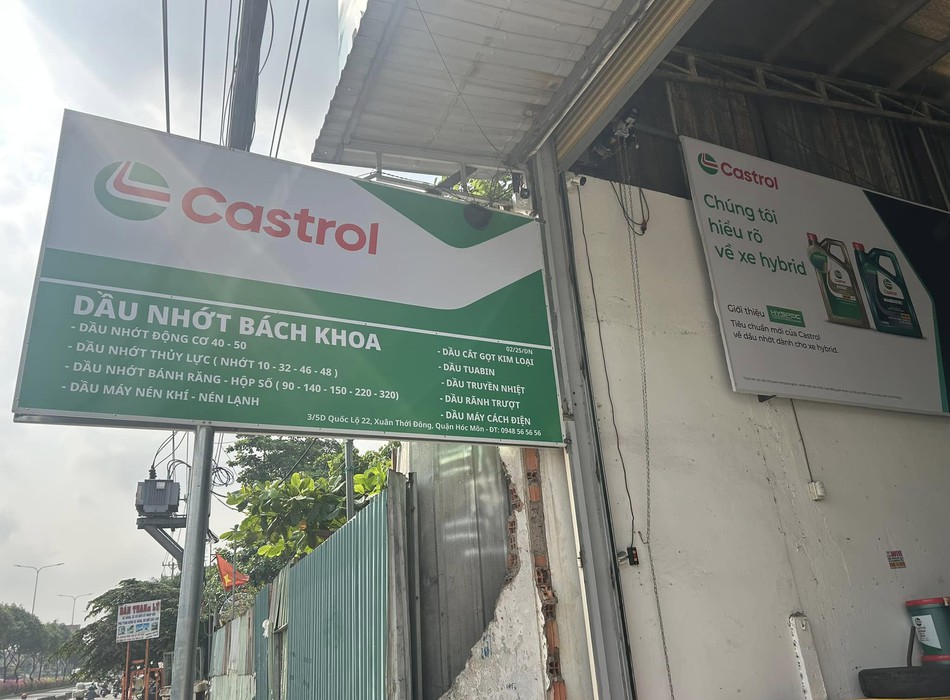 Castrol
DẦU NHỚT BÁCH KHOA
- DẦU NHỚT ĐỘNG CƠ 40 - 50
- DẦU NHỚT THỦY LỰC ( NHỚT 10 - 32 - 46 - 48 )
- DẦU NHỚT BÁNH RĂNG - HỘP SỐ ( 90 - 140 - 150 - 220 - 320)
- DẦU MÁY NÉN KHÍ - NÉN LẠNH
02/25/DN
- DẦU CẮT GỌT KIM LOẠI
- DẦU TUABIN
- DẦU TRUYỀN NHIỆT
- DẦU RÃNH TRƯỢT
- DẦU MÁY CÁCH ĐIỆN
3/5D Quốc Lộ 22, Xuân Thới Đông, Quận Hóc Môn - ĐT: 0948 56 56 56
Castrol
Chúng tôi
hiểu rõ
về xe hybrid
Giới thiệu HYSPEC
Tiêu chuẩn mới của Castrol
về dầu nhớt dành cho xe hybrid.